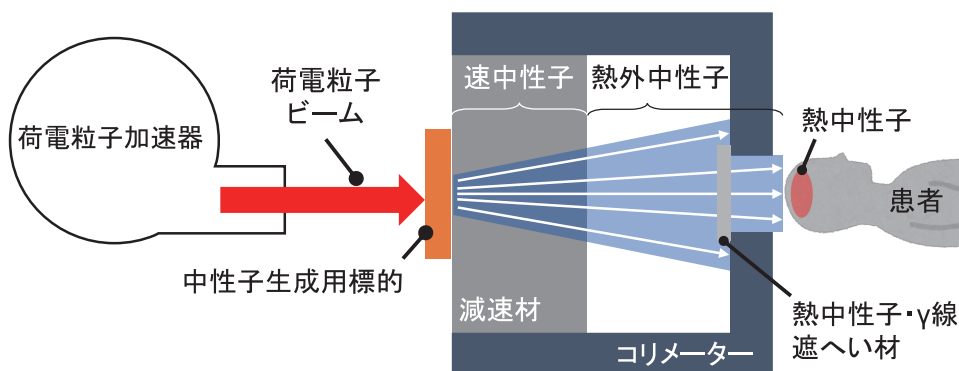 荷電粒子加速器
荷電粒子
ビーム
中性子生成用標的
速中性子
熱外中性子
減速材
コリメーター
熱中性子
患者
熱中性子・γ線
遮へい材